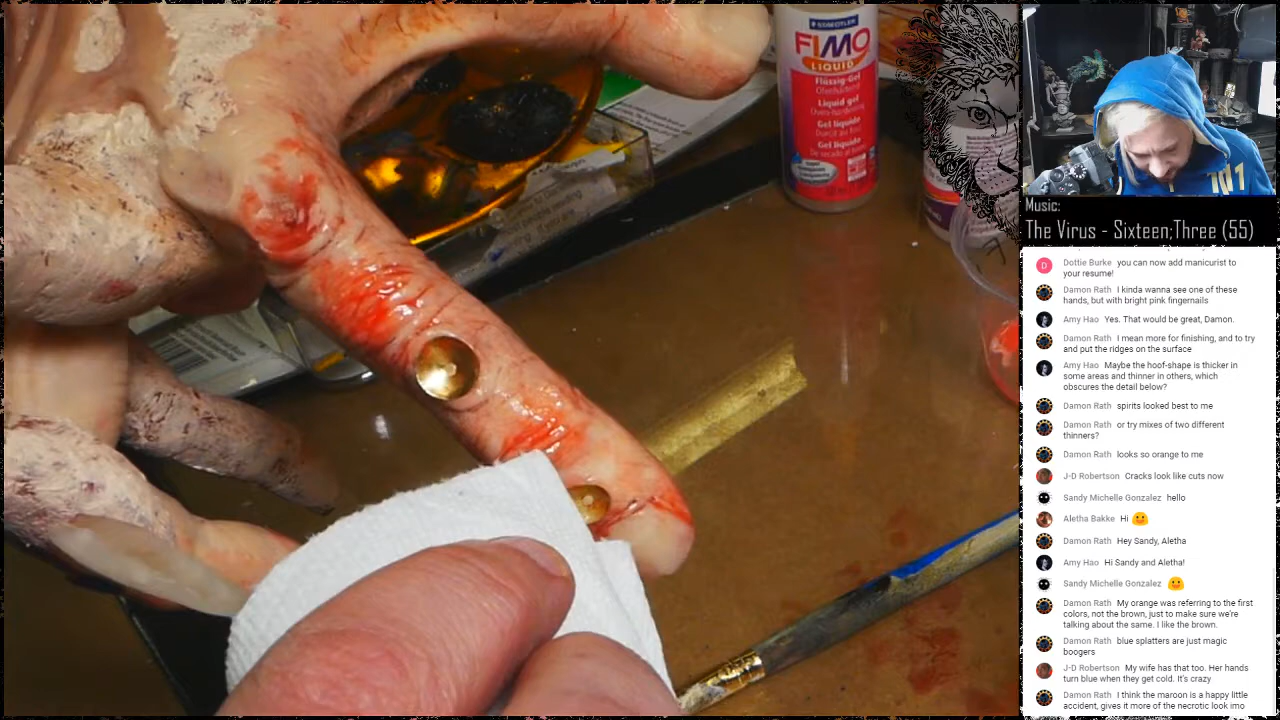 STAEDTLER
FIMO
LIQUID
Flüssig-Gel
Ofenhärtend
Liquid gel
Oven-hardening
Gel liquide
Durcit au four
Gel líquido
Music:
The Virus - Sixteen;Three (55)
D
Dottie Burke you can now add manicurist to
your resume!
Damon Rath I kinda wanna see one of these
hands, but with bright pink fingernails
Amy Hao Yes. That would be great, Damon.
Damon Rath I mean more for finishing, and to try
and put the ridges on the surface
Amy Hao Maybe the hoof-shape is thicker in
some areas and thinner in others, which
obscures the detail below?
Damon Rath spirits looked best to me
Damon Rath or try mixes of two different
thinners?
Damon Rath looks so orange to me
J-D Robertson Cracks look like cuts now
Sandy Michelle Gonzalez hello
Aletha Bakke Hi
Damon Rath Hey Sandy, Aletha
Amy Hao Hi Sandy and Aletha!
Sandy Michelle Gonzalez
Damon Rath My orange was referring to the first
colors, not the brown, just to make sure we're
talking about the same. I like the brown.
Damon Rath blue splatters are just magic
boogers
J-D Robertson My wife has that too. Her hands
turn blue when they get cold. It's crazy
Damon Rath I think the maroon is a happy little
accident, gives it more of the necrotic look imo